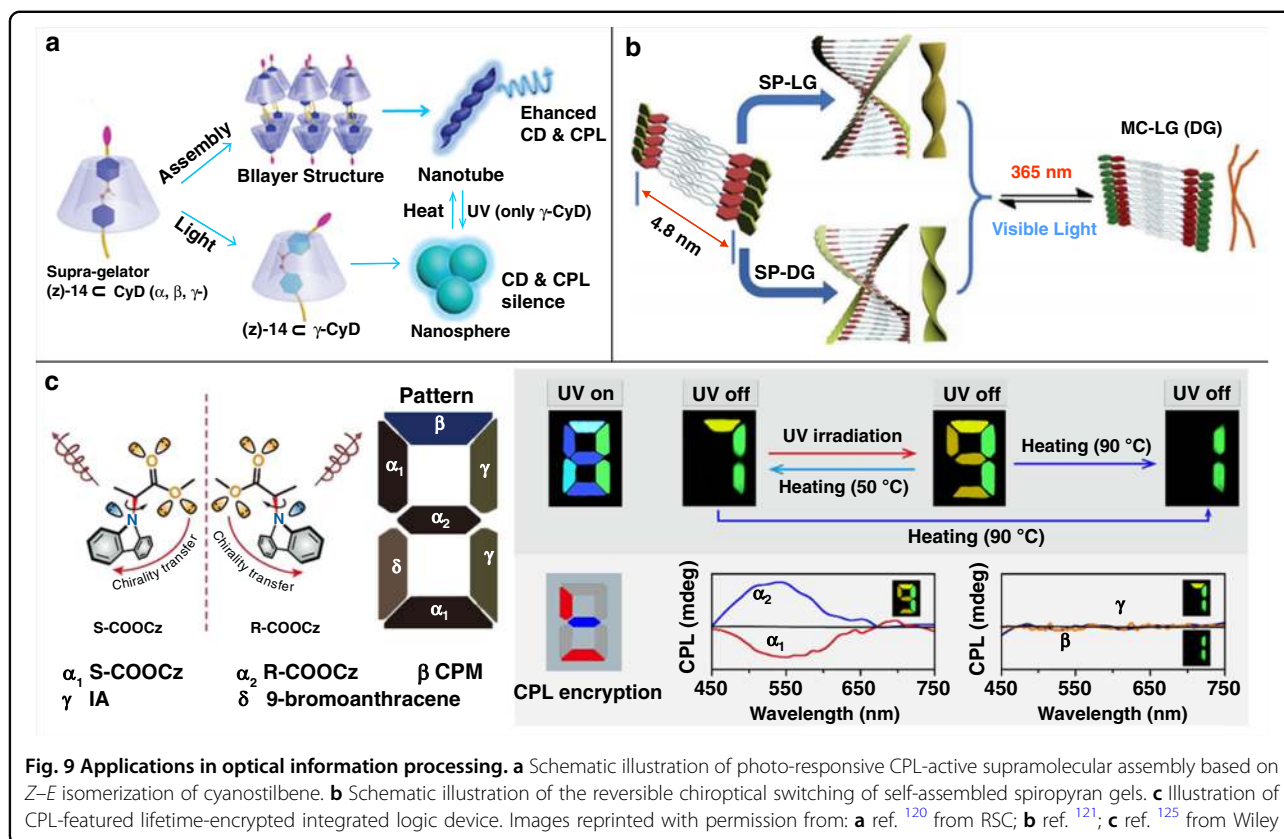 a
Assembly
Light
Supra-gelator
(z)-14 ⊂ CyD (α, β, γ-)
Bllayer Structure
Nanotube
Ehanced
CD & CPL
Heat
UV (only γ-CyD)
(z)-14 ⊂ γ-CyD
Nanosphere
CD & CPL
silence
b
4.8 nm
SP-LG
SP-DG
365 nm
Visible Light
MC-LG (DG)
c
O
O
N
Chirality transfer
S-COOCz
O
O
N
Chirality transfer
R-COOCz
α1 S-COOCz
α2 R-COOCz
β CPM
γ IA
δ 9-bromoanthracene
Pattern
β
α1
γ
α2
δ
γ
α1
UV on
UV off
UV off
UV off
UV irradiation
Heating (50 °C)
Heating (90 °C)
Heating (90 °C)
CPL encryption
CPL (mdeg)
α2
α1
450 550 650 750
Wavelength (nm)
CPL (mdeg)
γ
β
450 550 650 750
Wavelength (nm)
Fig. 9 Applications in optical information processing. a Schematic illustration of photo-responsive CPL-active supramolecular assembly based on
Z–E isomerization of cyanostilbene. b Schematic illustration of the reversible chiroptical switching of self-assembled spiropyran gels. c Illustration of
CPL-featured lifetime-encrypted integrated logic device. Images reprinted with permission from: a ref. 120 from RSC; b ref. 121; c ref. 125 from Wiley